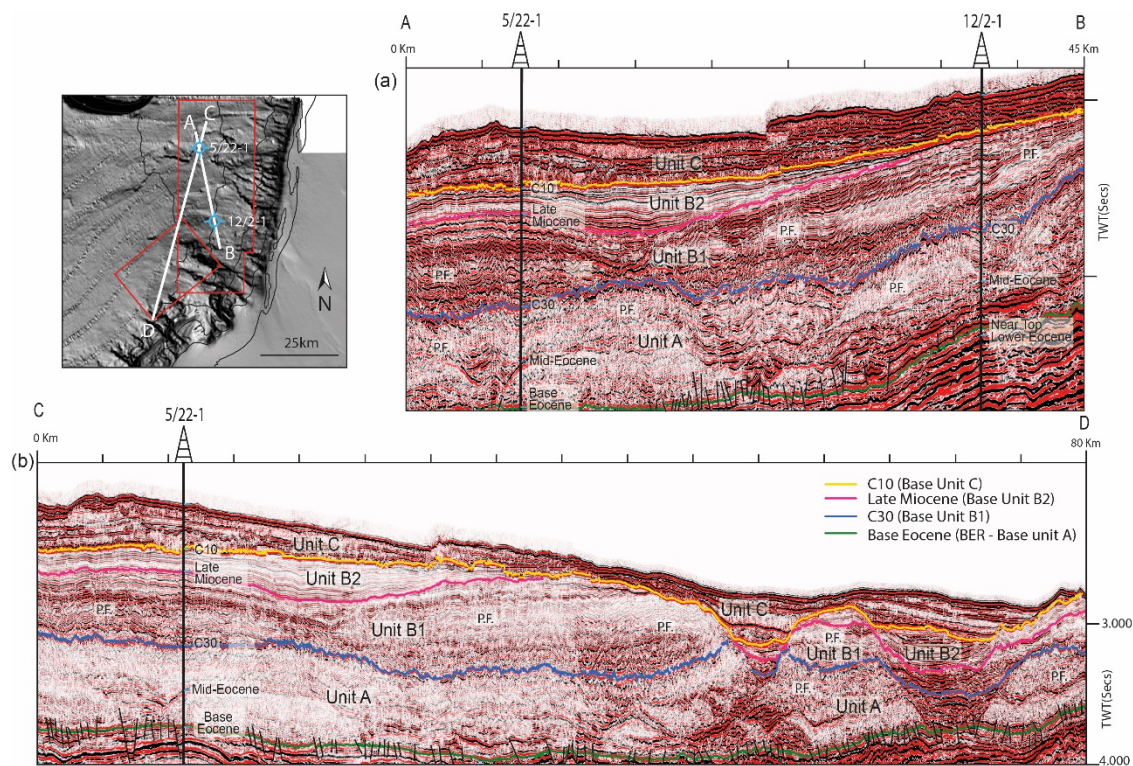 A
5/22-1
12/2-1
B
0 Km
45 Km
(a)
A
C
5/22-1
12/2-1
B
D
N
25km
Unit C
C10
Unit B2
Late
Miocene
Unit B1
P.F.
P.F.
P.F.
P.F.
C30
C30
P.F.
P.F.
Unit A
P.F.
Mid-Eocene
Mid-Eocene
Near Top
Lower Eocene
Base
Eocene
TWT(Secs)
C
5/22-1
D
0 Km
80 Km
(b)
C10 (Base Unit C)
Late Miocene (Base Unit B2)
C30 (Base Unit B1)
Base Eocene (BER - Base unit A)
C10
Unit C
Late
Miocene
Unit B2
P.F.
P.F.
P.F.
Unit C
P.F.
3.000
Unit B1
Unit B1
Unit B2
C30
P.F.
P.F.
Unit A
Unit A
Mid-Eocene
Base
Eocene
TWT(Secs)
4.000